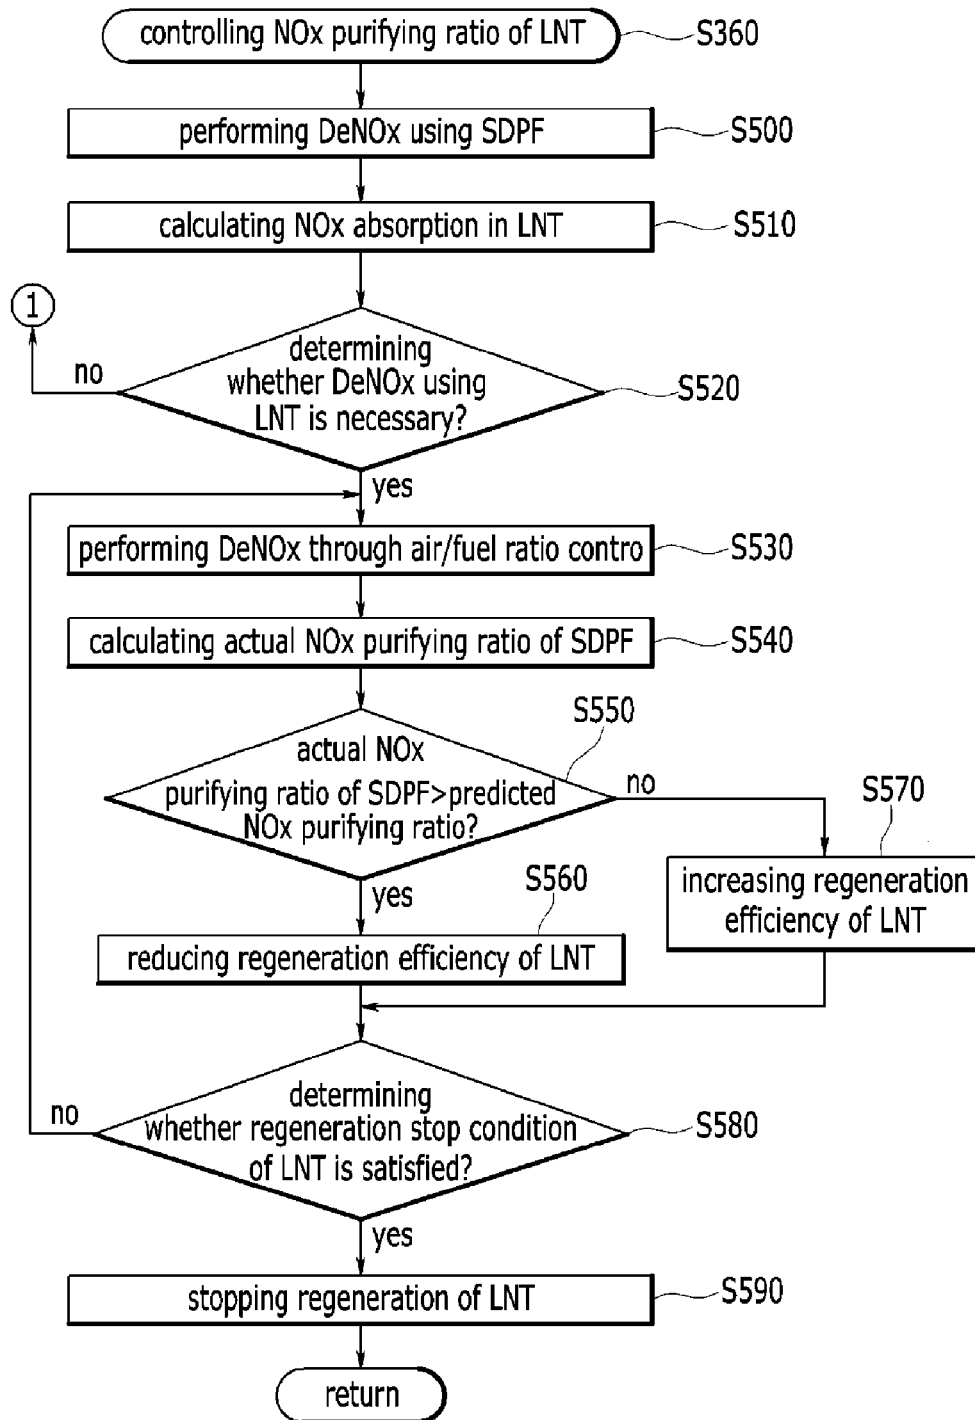 controlling NOx purifying ratio of LNT
S360
performing DeNOx using SDPF
S500
calculating NOx absorption in LNT
S510
1
no
determining
whether DeNOx using
LNT is necessary?
S520
yes
performing DeNOx through air/fuel ratio contro
S530
calculating actual NOx purifying ratio of SDPF
S540
actual NOx
purifying ratio of SDPF>predicted
NOx purifying ratio?
S550
no
S570
increasing regeneration
efficiency of LNT
yes
S560
reducing regeneration efficiency of LNT
no
determining
whether regeneration stop condition
of LNT is satisfied?
S580
yes
stopping regeneration of LNT
S590
return